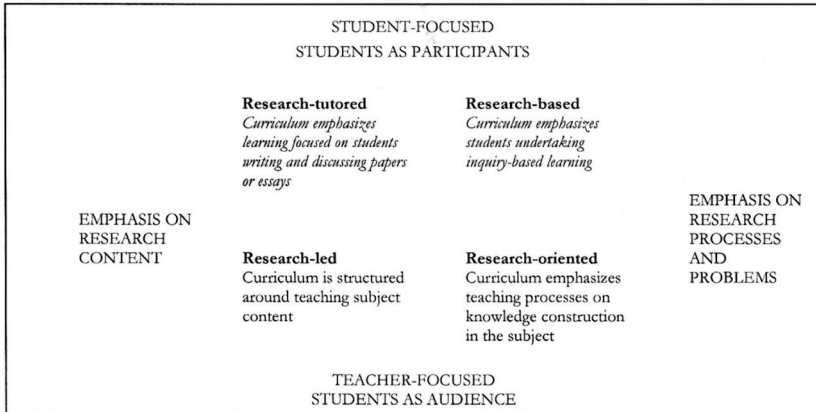 STUDENT-FOCUSED
STUDENTS AS PARTICIPANTS
Research-tutored
Curriculum emphasizes
learning focused on students
writing and discussing papers
or essays
Research-based
Curriculum emphasizes
students undertaking
inquiry-based learning
EMPHASIS ON
RESEARCH
CONTENT
EMPHASIS ON
RESEARCH
PROCESSES
AND
PROBLEMS
Research-led
Curriculum is structured
around teaching subject
content
Research-oriented
Curriculum emphasizes
teaching processes on
knowledge construction
in the subject
TEACHER-FOCUSED
STUDENTS AS AUDIENCE